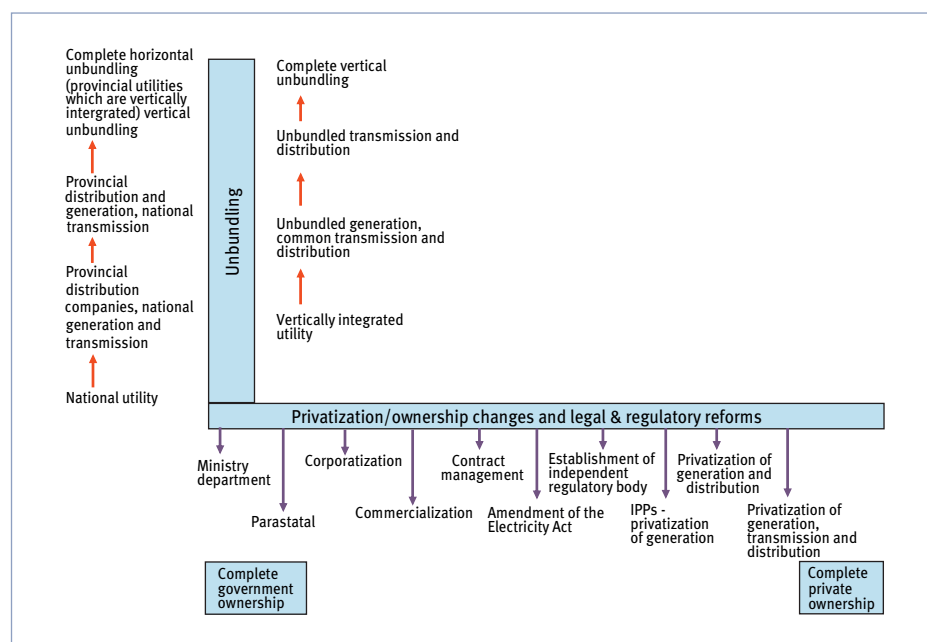 Complete horizontal
unbundling
(provincial utilities
which are vertically
intergrated) vertical
unbundling
Provincial
distribution and
generation, national
transmission
Provincial
distribution
companies, national
generation and
transmission
National utility
Unbundling
Complete vertical
unbundling
Unbundled transmission and
distribution
Unbundled generation,
common transmission and
distribution
Vertically integrated
utility
Privatization/ownership changes and legal & regulatory reforms
Ministry
department
Parastatal
Corporatization
Commercialization
Contract
management
Amendment of the
Electricity Act
Establishment of
independent
regulatory body
IPPs -
privatization
of generation
Privatization of
generation and
distribution
Privatization of
generation,
transmission and
distribution
Complete
government
ownership
Complete
private
ownership